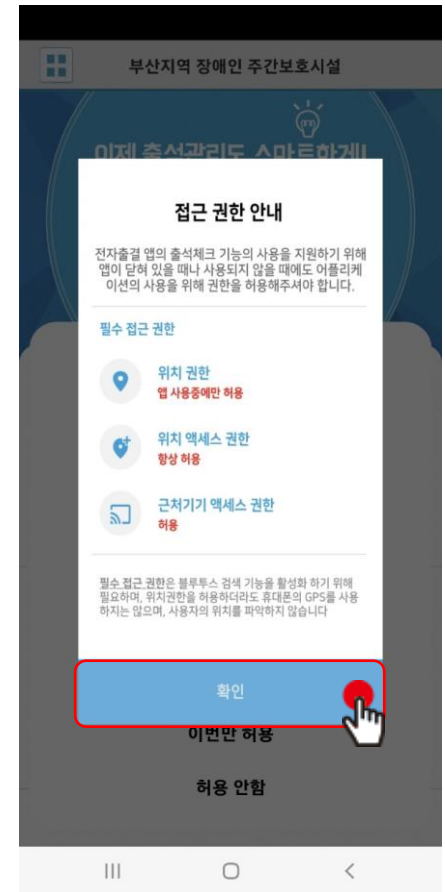 부산지역 장애인 주간보호시설
이제 출석관리도 스마트하게!
접근 권한 안내
전자출결 앱의 출석체크 기능의 사용을 지원하기 위해
앱이 닫혀 있을 때나 사용되지 않을 때에도 어플리케
이션의 사용을 위해 권한을 허용해주셔야 합니다.
필수 접근 권한
위치 권한
앱 사용중에만 허용
위치 액세스 권한
항상 허용
근처기기 액세스 권한
허용
필수 접근 권한은 블루투스 검색 기능을 활성화 하기 위해
필요하며, 위치권한을 허용하더라도 휴대폰의 GPS를 사용
하지는 않으며, 사용자의 위치를 파악하지 않습니다
확인
이번만 허용
허용 안함